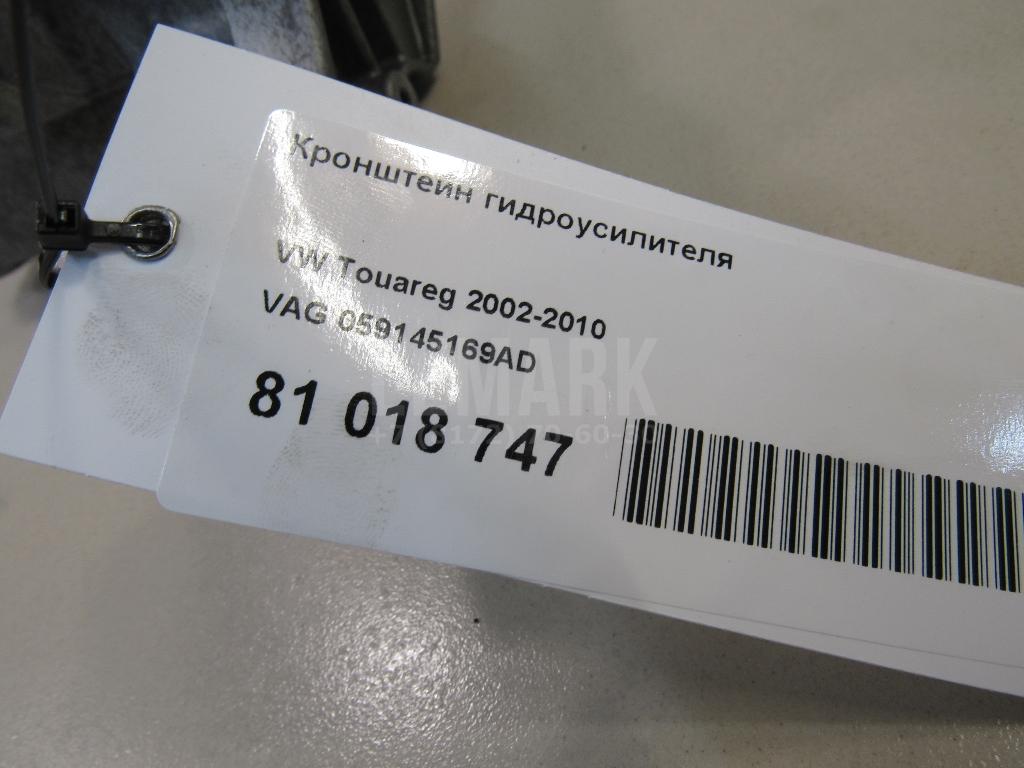 Кронштейн гидроусилителя
VW Touareg 2002-2010
VAG 059145169AD
81 018 747